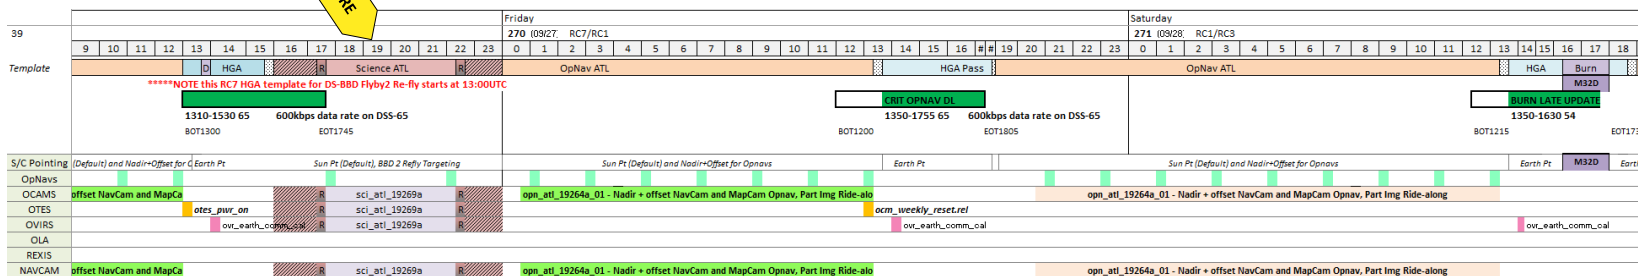 RE
Friday
Saturday
39
270 (09/27) RC7/RC1
271 (09/28) RC1/RC3
9 10 11 12 13 14 15 16 17 18 19 20 21 22 23 0 1 2 3 4 5 6 7 8 9 10 11 12 13 14 15 16 # # 19 20 21 22 23 0 1 2 3 4 5 6 7 8 9 10 11 12 13 14 15 16 17 18
Template D HGA R Science ATL R OpNav ATL HGA Pass OpNav ATL HGA Burn
*****NOTE this RC7 HGA template for DS-BBD Flyby2 Re-fly starts at 13:00UTC M32D
CRIT OPNAV DL BURN LATE UPDATE
1310-1530 65 600kbps data rate on DSS-65 1350-1755 65 600kbps data rate on DSS-65 1350-1630 54
BOT1300 EOT1745 BOT1200 EOT1805 BOT1215 EOT173
S/C Pointing (Default) and Nadir+Offset for O Earth Pt Sun Pt (Default), BBD 2 Refly Targeting Sun Pt (Default) and Nadir+Offset for Opnavs Earth Pt Sun Pt (Default) and Nadir+Offset for Opnavs Earth Pt M32D Eart
OpNavs
OCAMS offset NavCam and MapCa R sci_atl_19269a R opn_atl_19264a_01 - Nadir + offset NavCam and MapCam Opnav, Part Img Ride-alo opn_atl_19264a_01 - Nadir + offset NavCam and MapCam Opnav, Part Img Ride-along
OTES otes_pwr_on R sci_atl_19269a R ocm_weekly_reset.rel
OVIRS ovr_earth_comm_cal R sci_atl_19269a R ovr_earth_comm_cal ovr_earth_comm_cal
OLA
REXIS
NAVCAM offset NavCam and MapCa R sci_atl_19269a R opn_atl_19264a_01 - Nadir + offset NavCam and MapCam Opnav, Part Img Ride-alo opn_atl_19264a_01 - Nadir + offset NavCam and MapCam Opnav, Part Img Ride-along